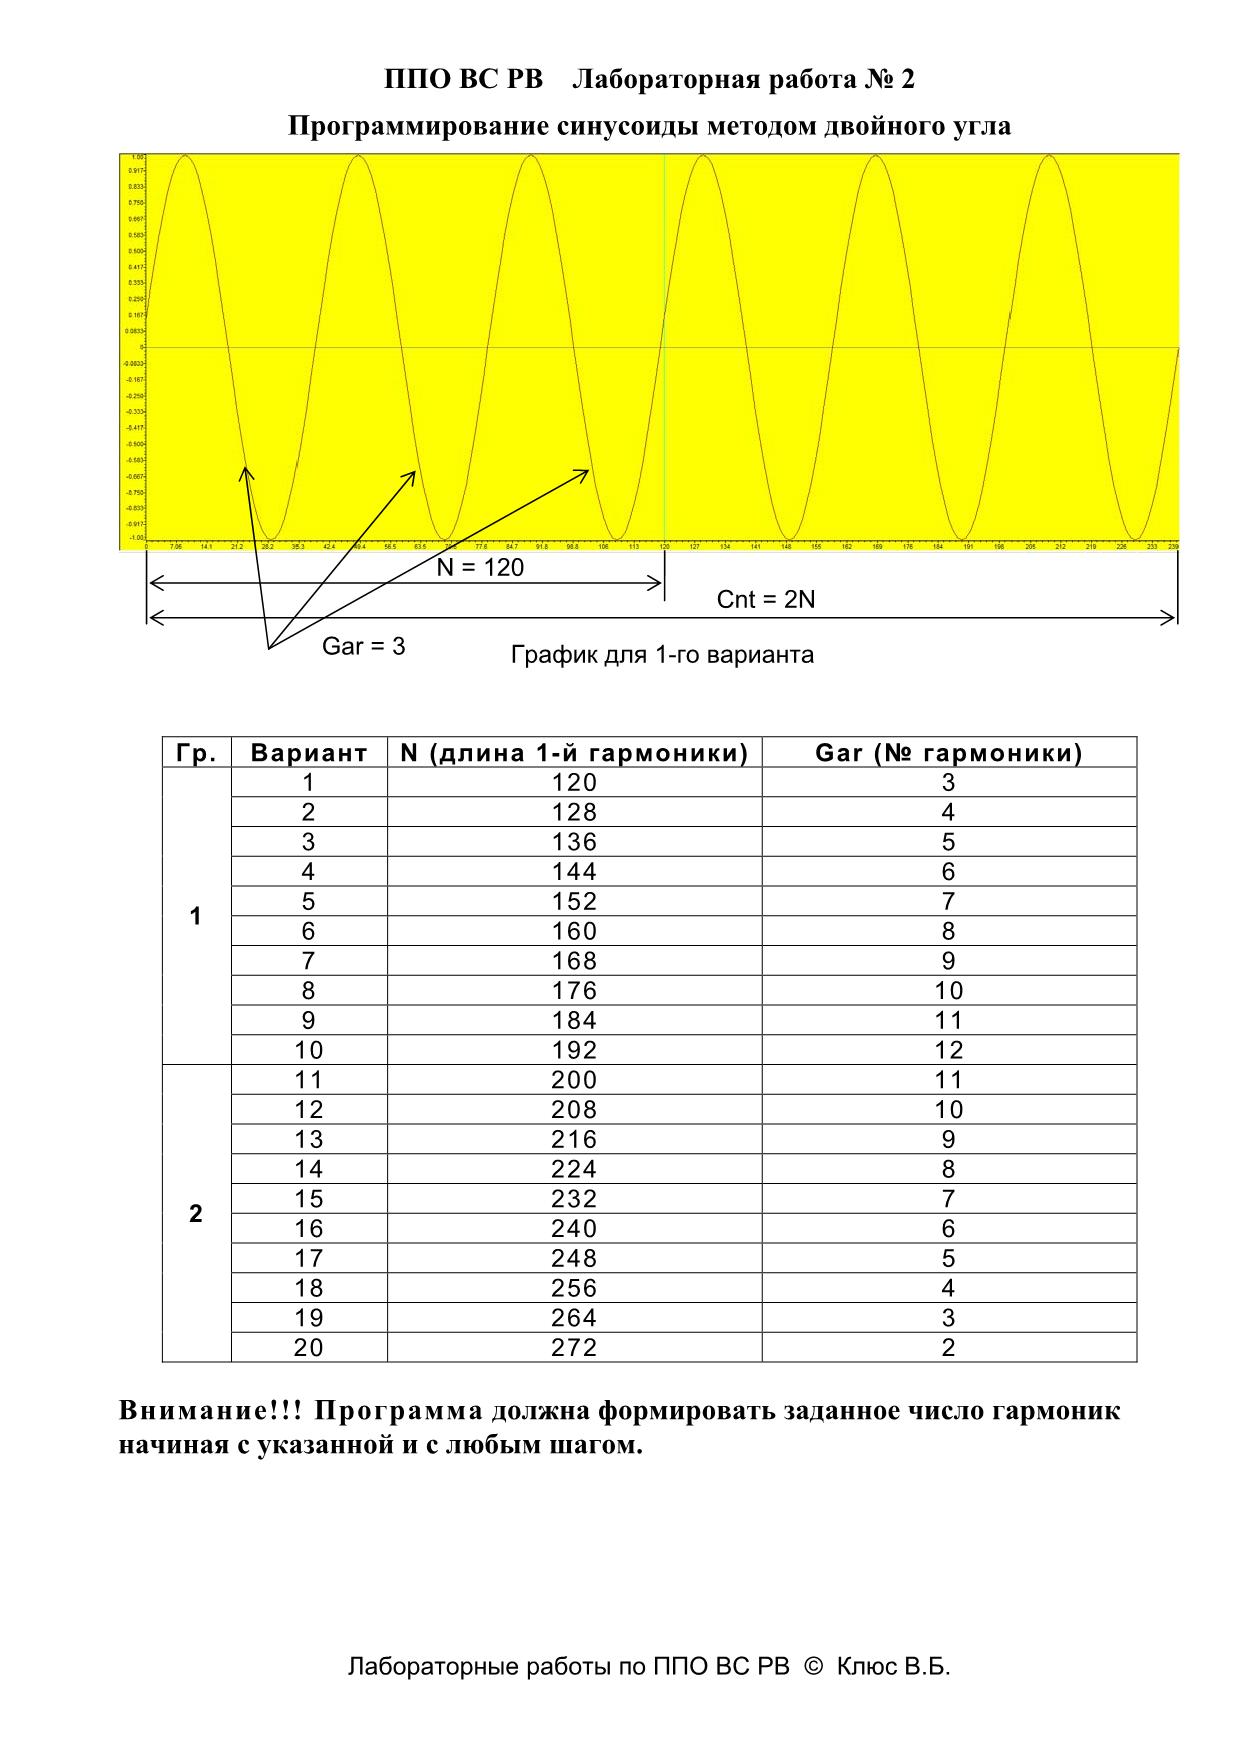 ППО ВС РВ Лабораторная работа № 2
Программирование синусоиды методом двойного угла
1.00
0.917
0.833
0.750
0.667
0.583
0.500
0.417
0.333
0.250
0.167
0.0833
0
-0.0833
-0.167
-0.250
-0.333
-0.417
-0.500
-0.583
-0.667
-0.750
-0.833
-0.917
-1.00
0 7.06 14.1 21.2 28.2 35.3 42.4 49.4 56.5 63.5 70.6 77.6 84.7 91.8 98.8 106 113 120 127 134 141 148 155 162 169 176 184 191 198 205 212 219 226 233 239
N = 120
Cnt = 2N
Gar = 3
График для 1-го варианта
Гр. Вариант N (длина 1-й гармоники) Gar (№ гармоники)
1 120 3
2 128 4
3 136 5
4 144 6
5 152 7
1
6 160 8
7 168 9
8 176 10
9 184 11
10 192 12
11 200 11
12 208 10
13 216 9
14 224 8
15 232 7
2
16 240 6
17 248 5
18 256 4
19 264 3
20 272 2
Внимание!!! Программа должна формировать заданное число гармоник
начиная с указанной и с любым шагом.
Лабораторные работы по ППО ВС РВ © Клюс В.Б.